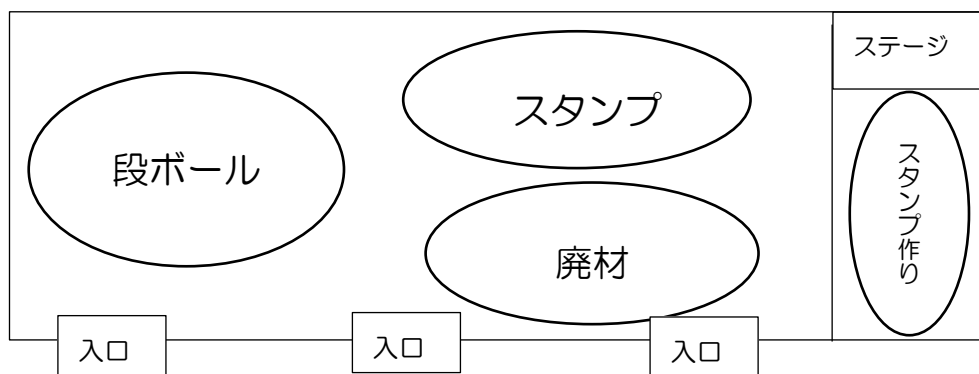 ステージ
スタンプ
段ボール
スタンプ作り
廃材
入口
入口
入口